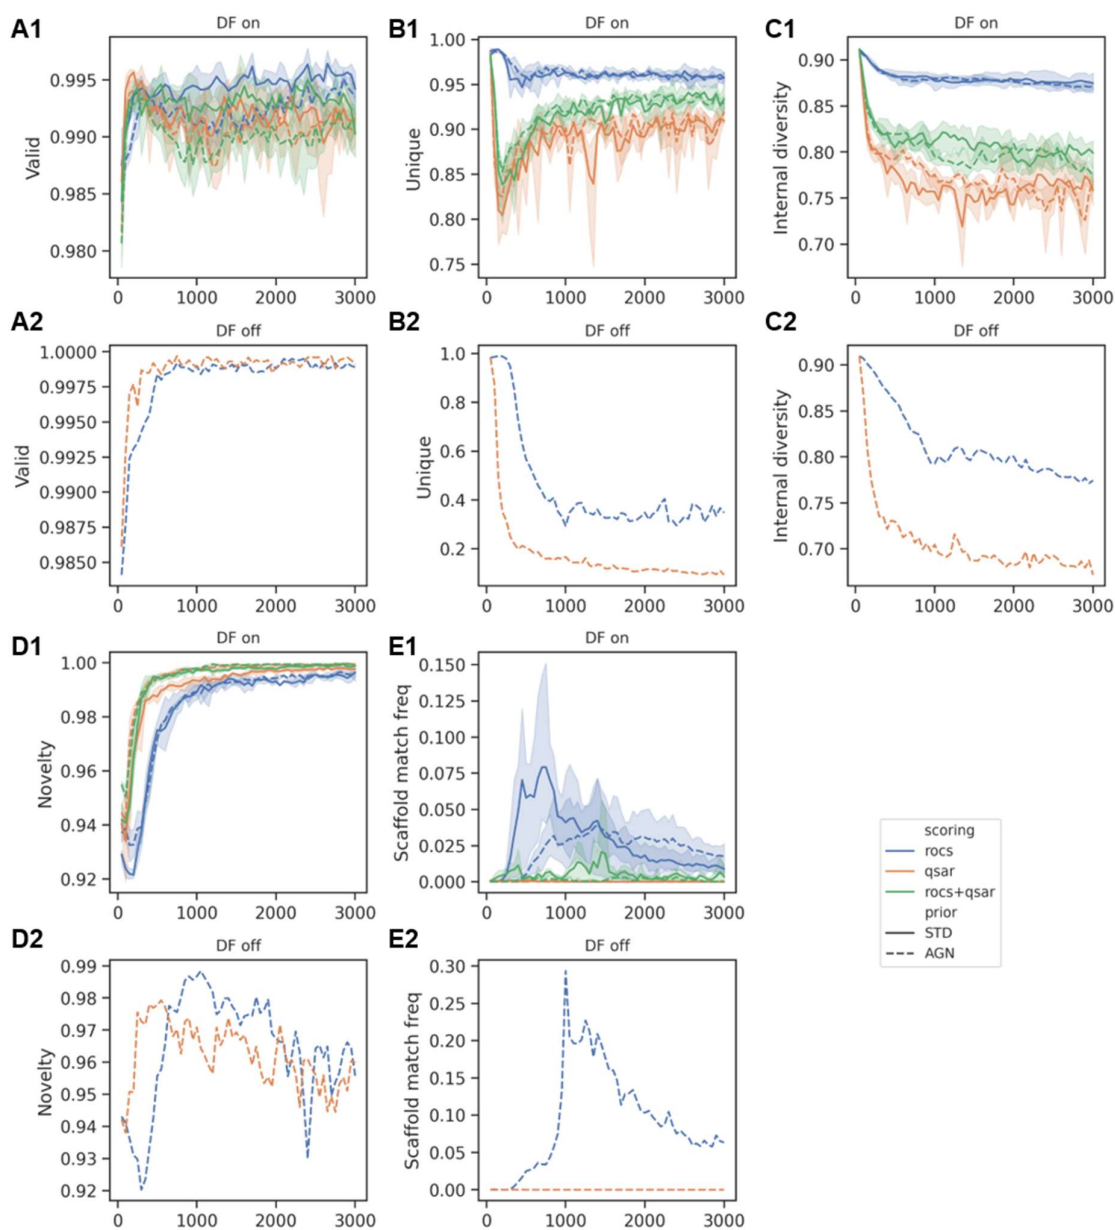 A1
DF on
Valid
0.995
0.990
0.985
0.980
0 1000 2000 3000
B1
DF on
Unique
1.00
0.95
0.90
0.85
0.80
0.75
0 1000 2000 3000
C1
DF on
Internal diversity
0.90
0.85
0.80
0.75
0.70
0 1000 2000 3000
A2
DF off
Valid
1.0000
0.9975
0.9950
0.9925
0.9900
0.9875
0.9850
0 1000 2000 3000
B2
DF off
Unique
1.0
0.8
0.6
0.4
0.2
0 1000 2000 3000
C2
DF off
Internal diversity
0.90
0.85
0.80
0.75
0.70
0 1000 2000 3000
D1
DF on
Novelty
1.00
0.98
0.96
0.94
0.92
0 1000 2000 3000
E1
DF on
Scaffold match freq
0.150
0.125
0.100
0.075
0.050
0.025
0.000
0 1000 2000 3000
scoring
rocs
qsar
rocs+qsar
prior
STD
AGN
D2
DF off
Novelty
0.99
0.98
0.97
0.96
0.95
0.94
0.93
0.92
0 1000 2000 3000
E2
DF off
Scaffold match freq
0.30
0.25
0.20
0.15
0.10
0.05
0.00
0 1000 2000 3000